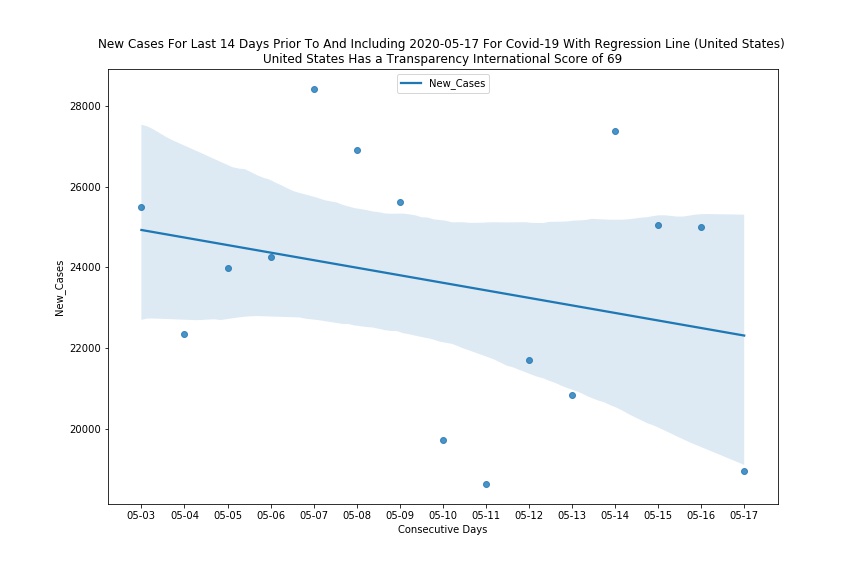 New Cases For Last 14 Days Prior To And Including 2020-05-17 For Covid-19 With Regression Line (United States)
United States Has a Transparency International Score of 69
New_Cases
28000
26000
24000
22000
20000
New_Cases
05-03 05-04 05-05 05-06 05-07 05-08 05-09 05-10 05-11 05-12 05-13 05-14 05-15 05-16 05-17
Consecutive Days